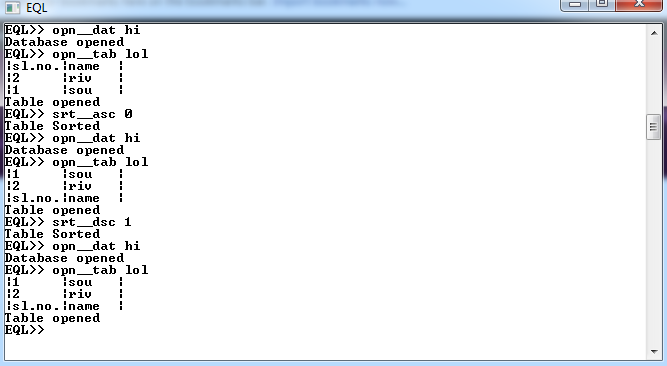 EQL
EQL>> opn__dat hi
Database opened
EQL>> opn__tab lol
¦sl.no.¦name  ¦
¦2     ¦riv   ¦
¦1     ¦sou   ¦
Table opened
EQL>> srt__asc 0
Table Sorted
EQL>> opn__dat hi
Database opened
EQL>> opn__tab lol
¦1     ¦sou   ¦
¦2     ¦riv   ¦
¦sl.no.¦name  ¦
Table opened
EQL>> srt__dsc 1
Table Sorted
EQL>> opn__dat hi
Database opened
EQL>> opn__tab lol
¦1     ¦sou   ¦
¦2     ¦riv   ¦
¦sl.no.¦name  ¦
Table opened
EQL>>